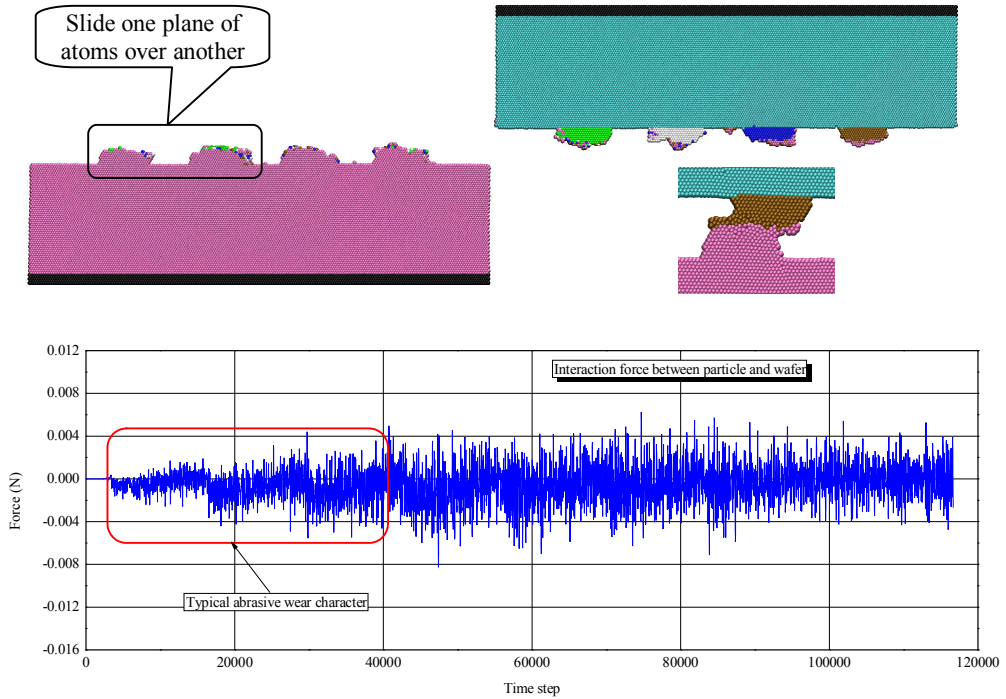 Slide one plane of
atoms over another
0.012
0.008
0.004
0.000
-0.004
-0.008
-0.012
-0.016
Force (N)
Interaction force between particle and wafer
Typical abrasive wear character
0
20000
40000
60000
80000
100000
120000
Time step